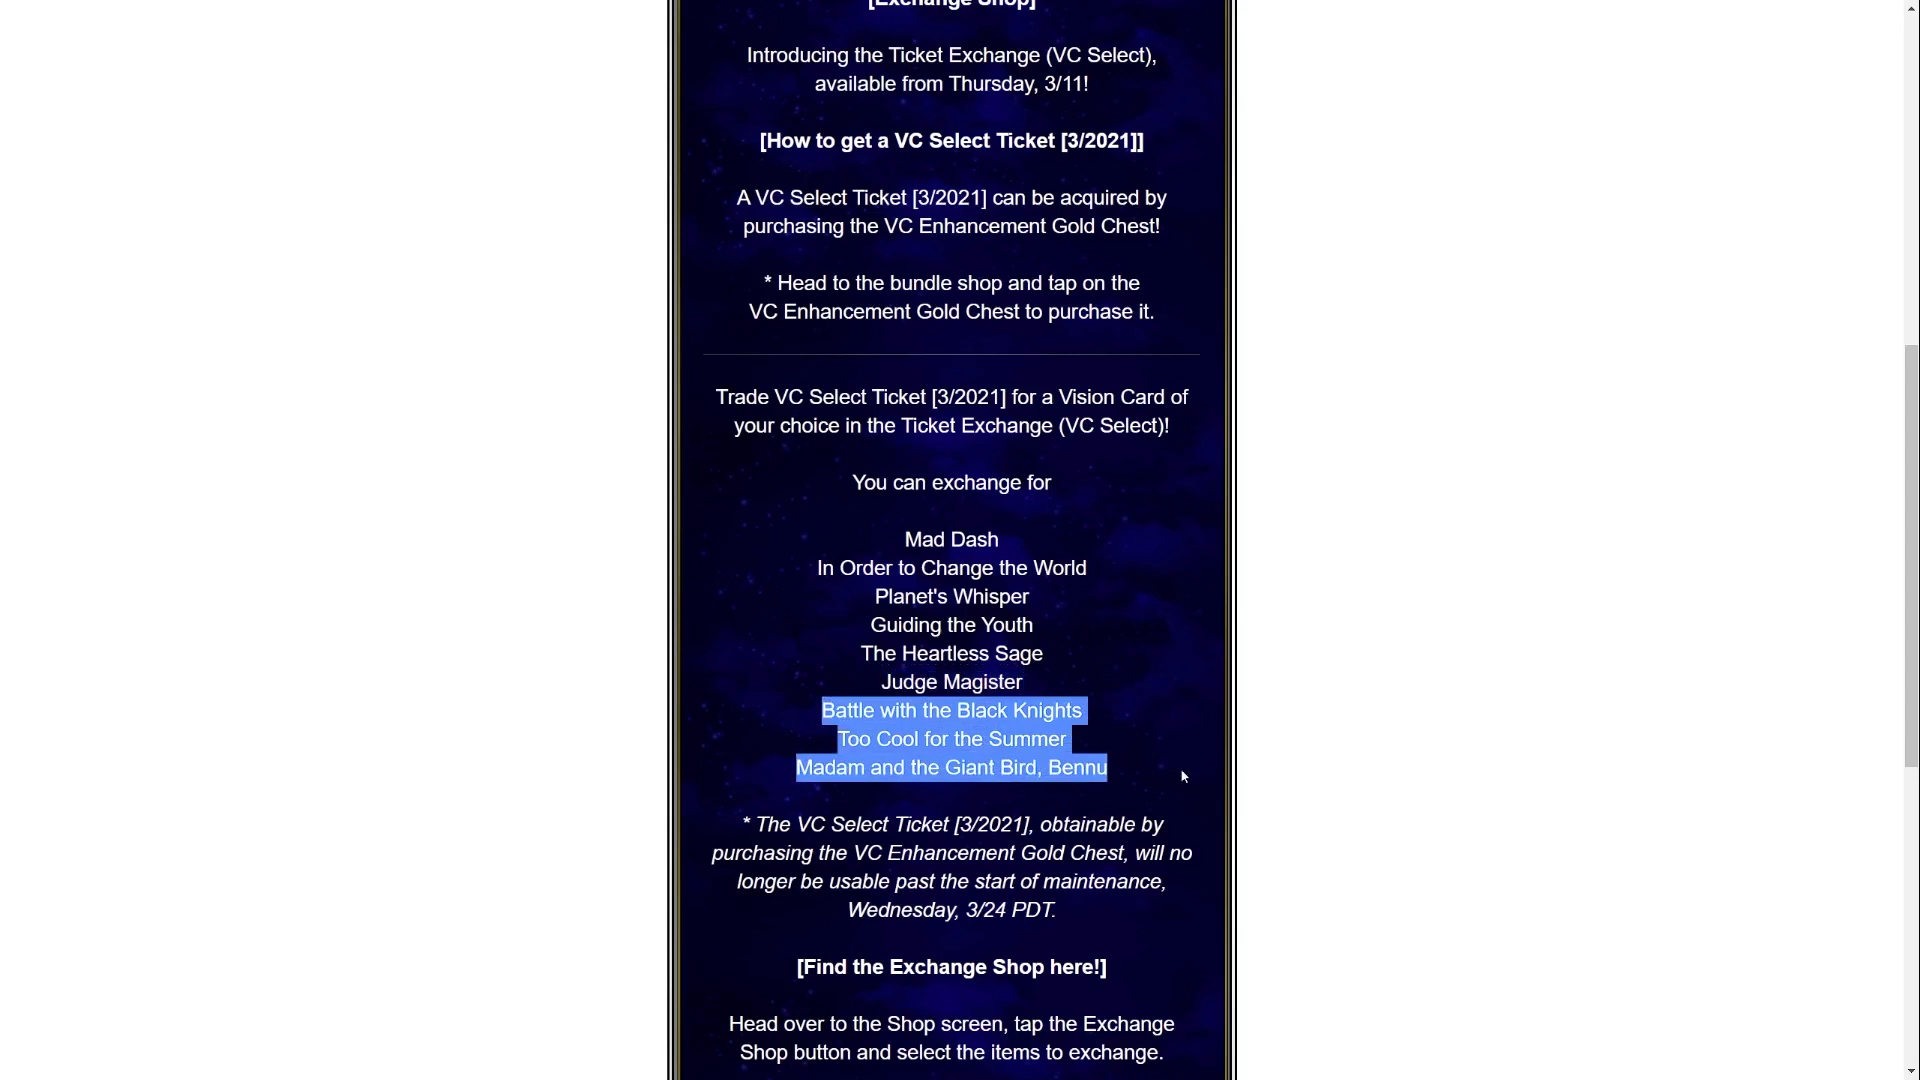 [Exchange Shop]
Introducing the Ticket Exchange (VC Select),
available from Thursday, 3/11!
[How to get a VC Select Ticket [3/2021]]
A VC Select Ticket [3/2021] can be acquired by
purchasing the VC Enhancement Gold Chest!
* Head to the bundle shop and tap on the
VC Enhancement Gold Chest to purchase it.
Trade VC Select Ticket [3/2021] for a Vision Card of
your choice in the Ticket Exchange (VC Select)!
You can exchange for
Mad Dash
In Order to Change the World
Planet's Whisper
Guiding the Youth
The Heartless Sage
Judge Magister
Battle with the Black Knights
Too Cool for the Summer
Madam and the Giant Bird, Bennu
* The VC Select Ticket [3/2021], obtainable by
purchasing the VC Enhancement Gold Chest, will no
longer be usable past the start of maintenance,
Wednesday, 3/24 PDT.
[Find the Exchange Shop here!]
Head over to the Shop screen, tap the Exchange
Shop button and select the items to exchange.